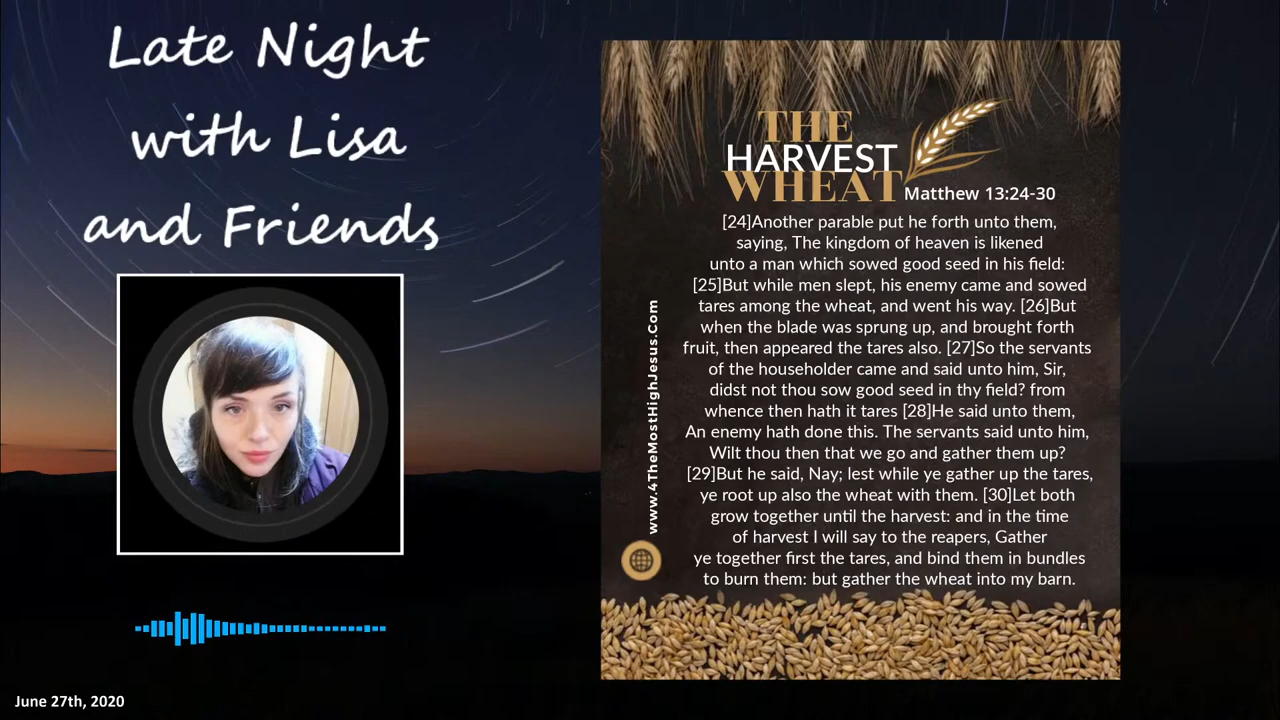 Late Night
with Lisa
and Friends
June 27th, 2020
THE
HARVEST
WHEAT
Matthew 13:24-30
[24]Another parable put he forth unto them,
saying, The kingdom of heaven is likened
unto a man which sowed good seed in his field:
[25]But while men slept, his enemy came and sowed
tares among the wheat, and went his way. [26]But
when the blade was sprung up, and brought forth
fruit, then appeared the tares also. [27]So the servants
of the householder came and said unto him, Sir,
didst not thou sow good seed in thy field? from
whence then hath it tares [28]He said unto them,
An enemy hath done this. The servants said unto him,
Wilt thou then that we go and gather them up?
[29]But he said, Nay; lest while ye gather up the tares,
ye root up also the wheat with them. [30]Let both
grow together until the harvest: and in the time
of harvest I will say to the reapers, Gather
ye together first the tares, and bind them in bundles
to burn them: but gather the wheat into my barn.
www.4TheMostHighJesus.Com